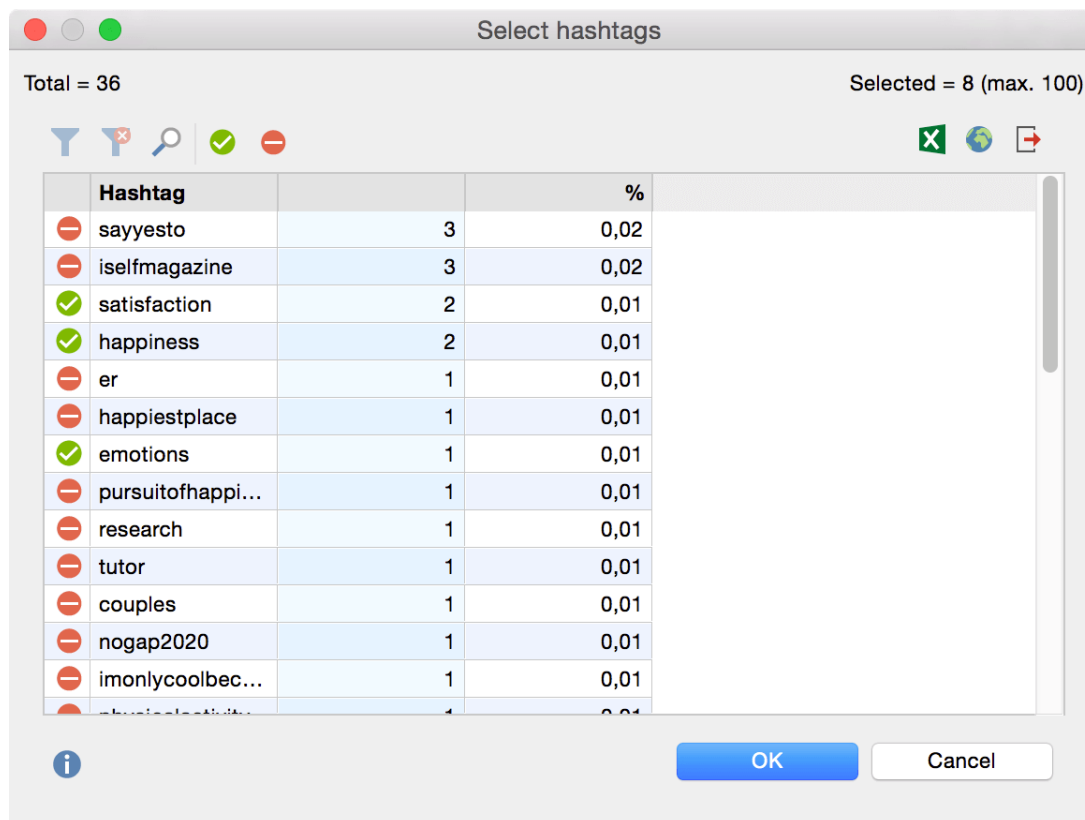 Select hashtags
Total = 36 Selected = 8 (max. 100)
Hashtag %
sayyesto 3 0,02
iselfmagazine 3 0,02
satisfaction 2 0,01
happiness 2 0,01
er 1 0,01
happiestplace 1 0,01
emotions 1 0,01
pursuitofhappi... 1 0,01
research 1 0,01
tutor 1 0,01
couples 1 0,01
nogap2020 1 0,01
imonlycoolbec... 1 0,01
OK Cancel